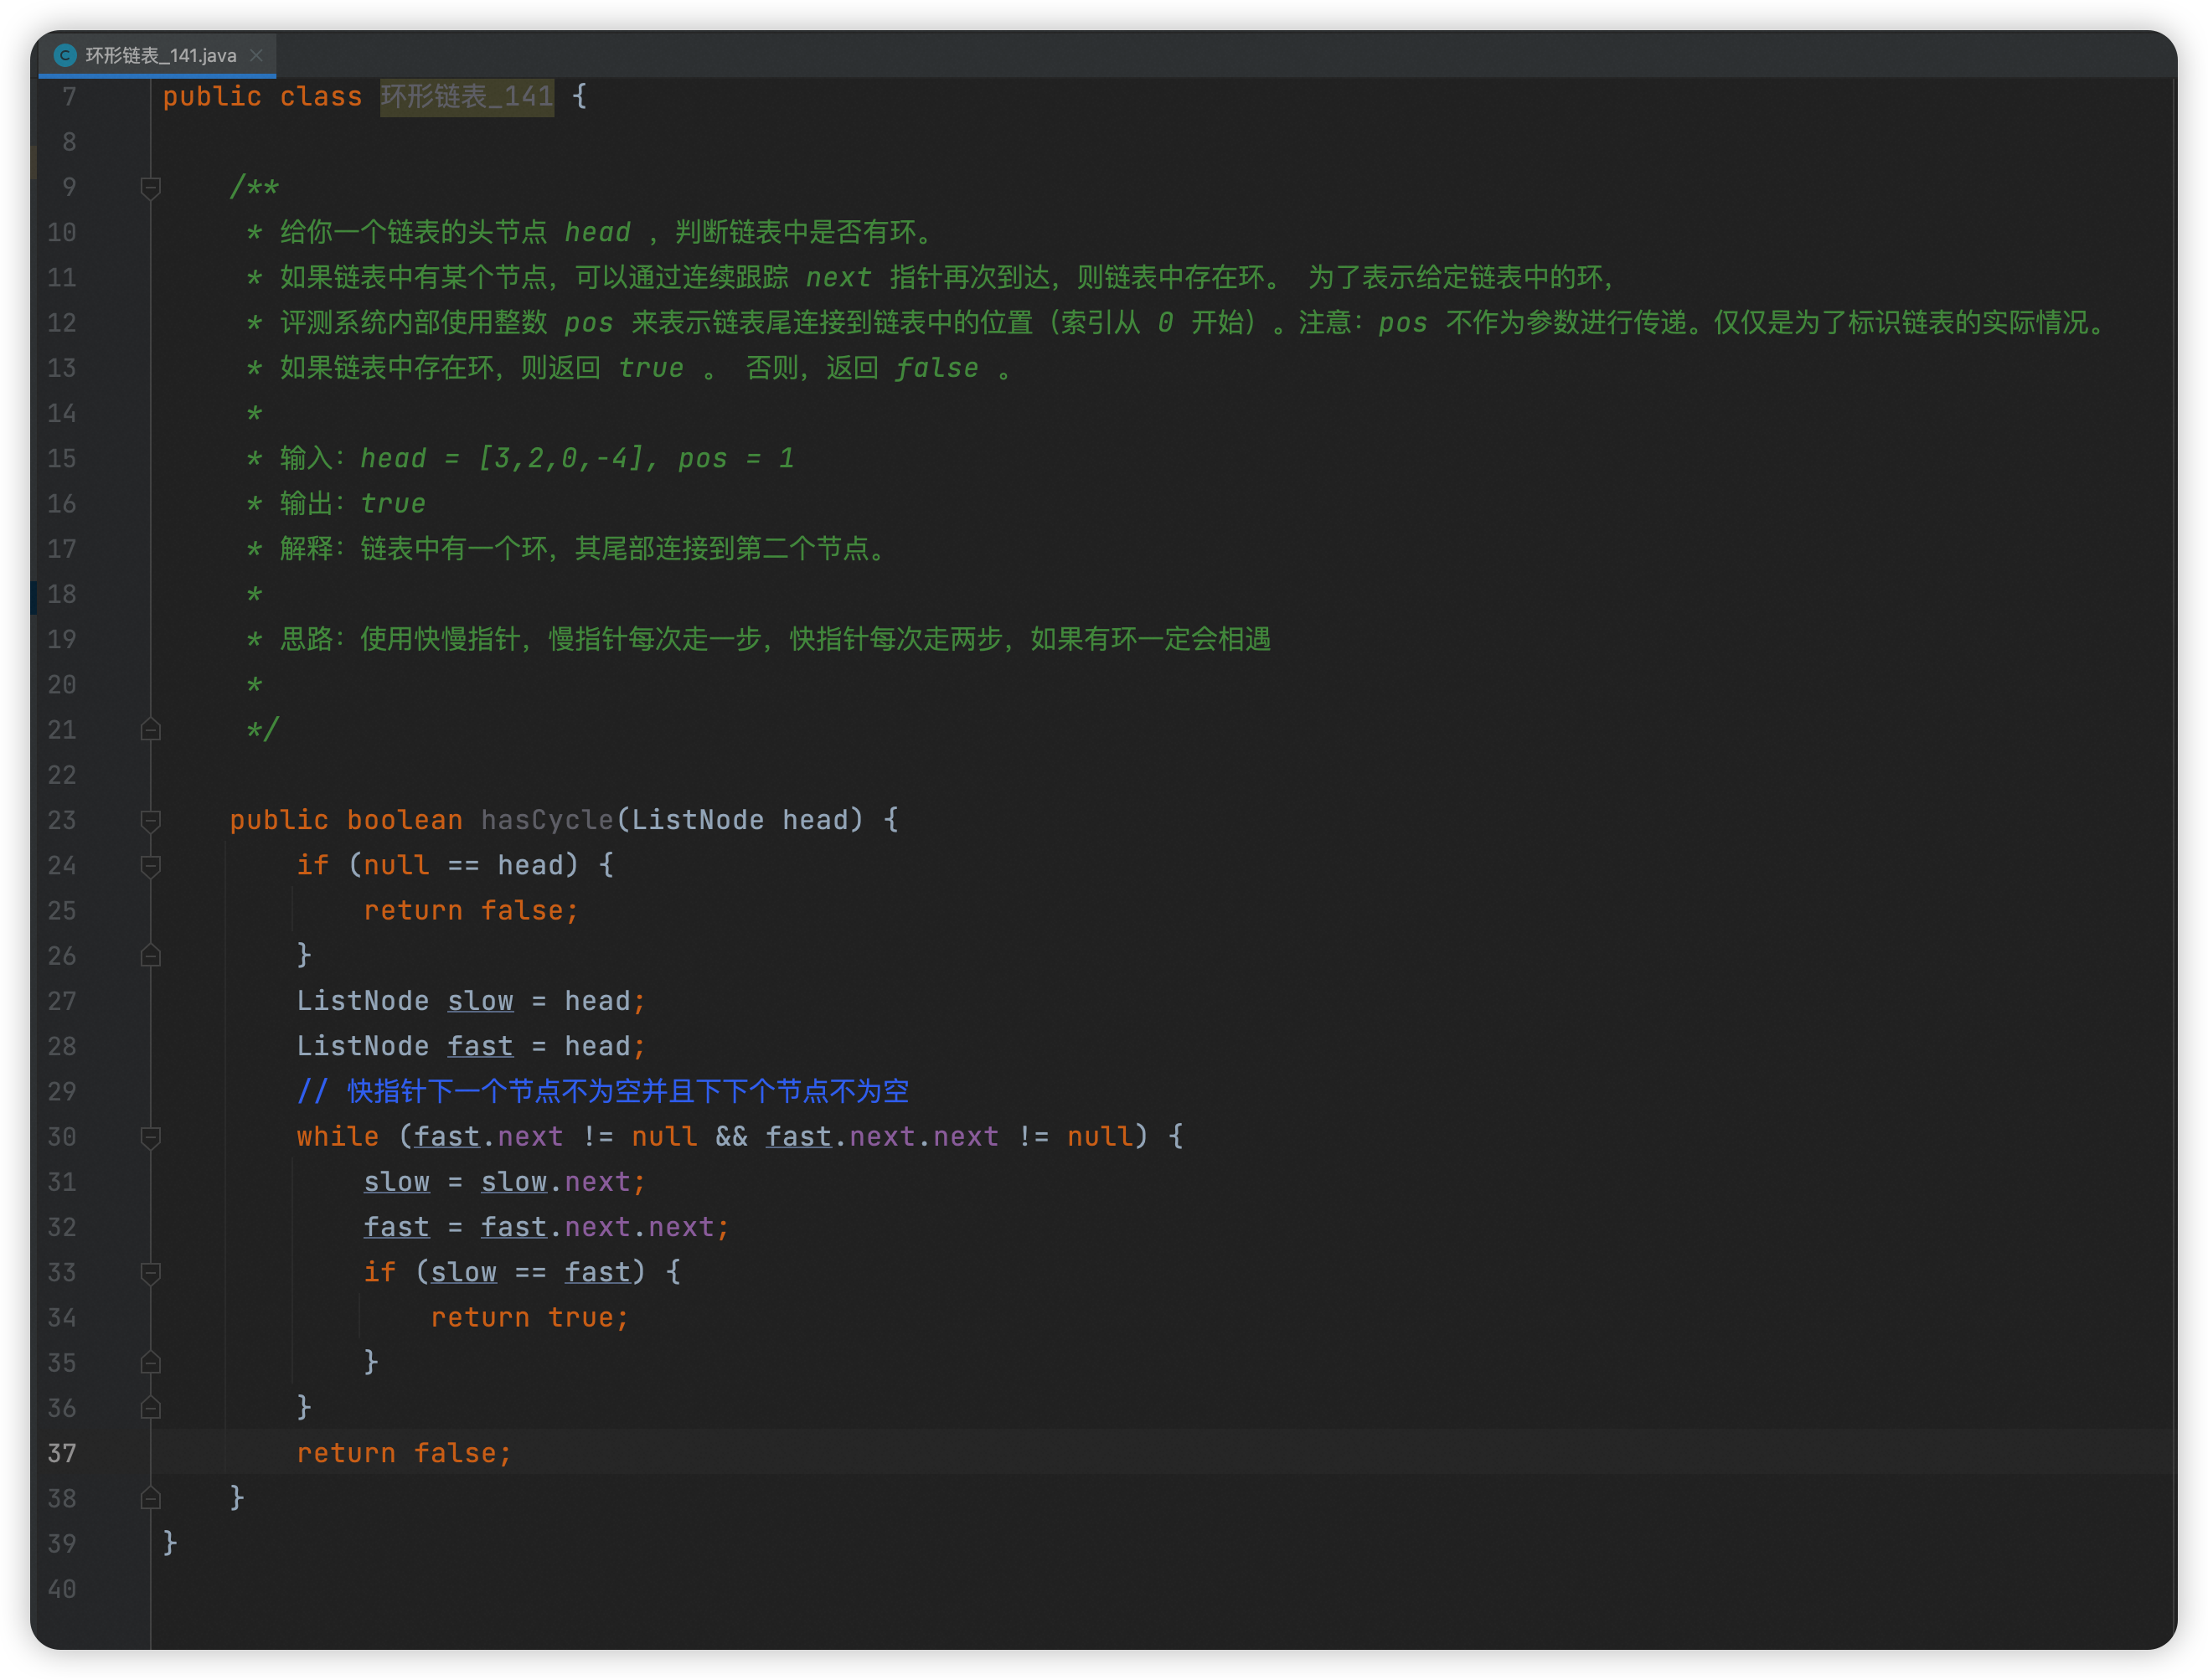 环形链表_141.java
7 public class 环形链表_141 {
8
9 /**
10 * 给你一个链表的头节点 head ，判断链表中是否有环。
11 * 如果链表中有某个节点，可以通过连续跟踪 next 指针再次到达，则链表中存在环。 为了表示给定链表中的环，
12 * 评测系统内部使用整数 pos 来表示链表尾连接到链表中的位置（索引从 0 开始）。注意：pos 不作为参数进行传递。仅仅是为了标识链表的实际情况。
13 * 如果链表中存在环，则返回 true 。 否则，返回 false 。
14 *
15 * 输入：head = [3,2,0,-4], pos = 1
16 * 输出：true
17 * 解释：链表中有一个环，其尾部连接到第二个节点。
18 *
19 * 思路：使用快慢指针，慢指针每次走一步，快指针每次走两步，如果有环一定会相遇
20 *
21 */
22
23 public boolean hasCycle(ListNode head) {
24 if (null == head) {
25 return false;
26 }
27 ListNode slow = head;
28 ListNode fast = head;
29 // 快指针下一个节点不为空并且下下个节点不为空
30 while (fast.next != null && fast.next.next != null) {
31 slow = slow.next;
32 fast = fast.next.next;
33 if (slow == fast) {
34 return true;
35 }
36 }
37 return false;
38 }
39 }
40